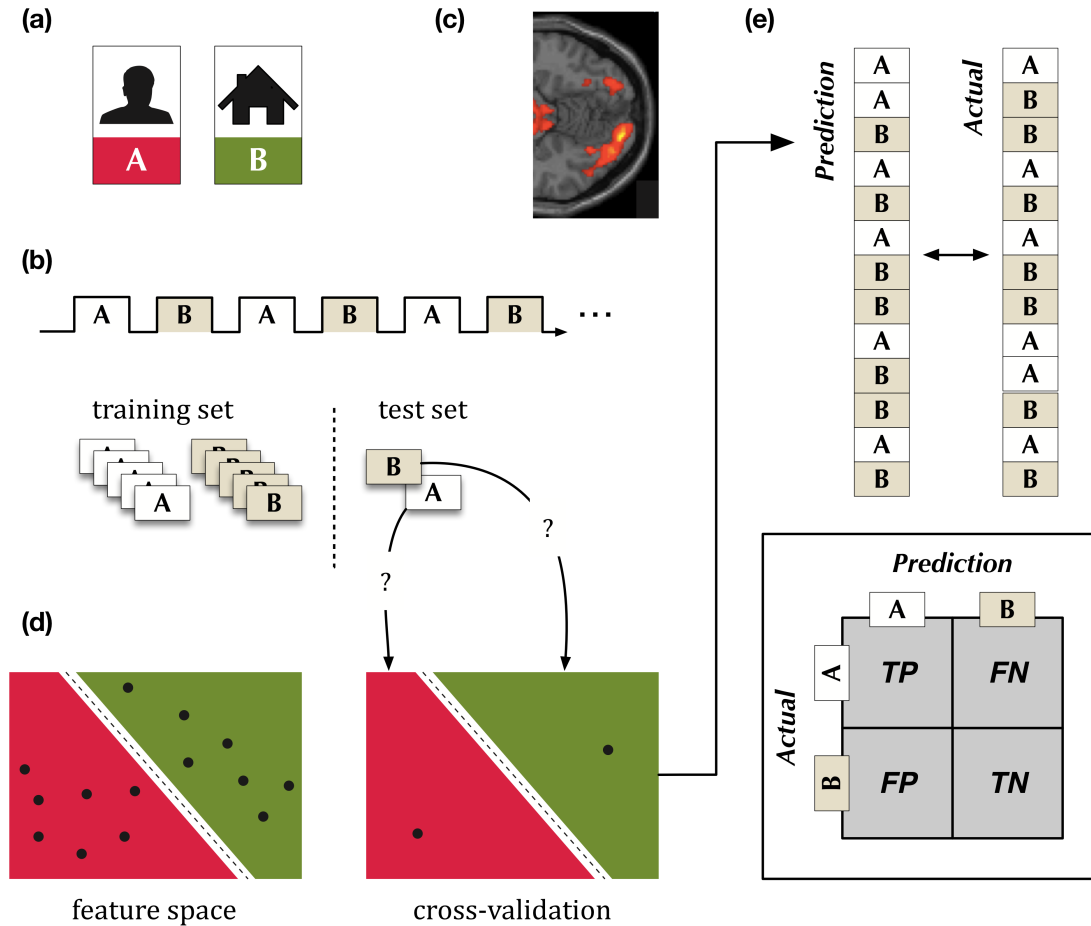 (a)
A
B
(b)
A B A B A B ...
training set
test set
A A A A A
B B B B B
B
A
?
?
(c)
(d)
feature space
cross-validation
(e)
Prediction
Actual
A A
A B
B B
A A
B B
A A
B B
B B
A A
B A
B B
A A
B B
Prediction
A B
Actual
A
TP FN
B
FP TN